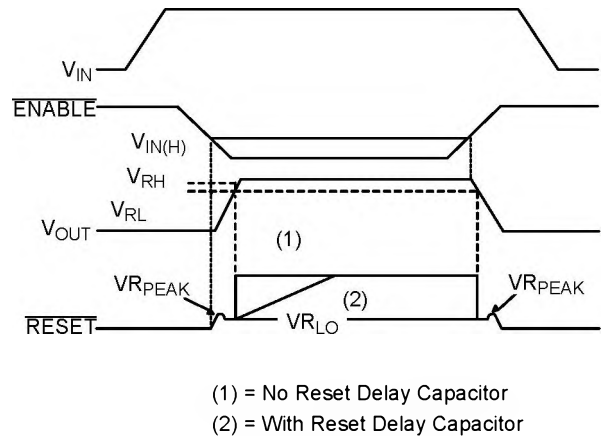 VIN
ENABLE
VIN(H)
VRH
VRL
VOUT
(1)
VRPEAK
(2)
VRPEAK
VRLO
RESET
(1) = No Reset Delay Capacitor
(2) = With Reset Delay Capacitor